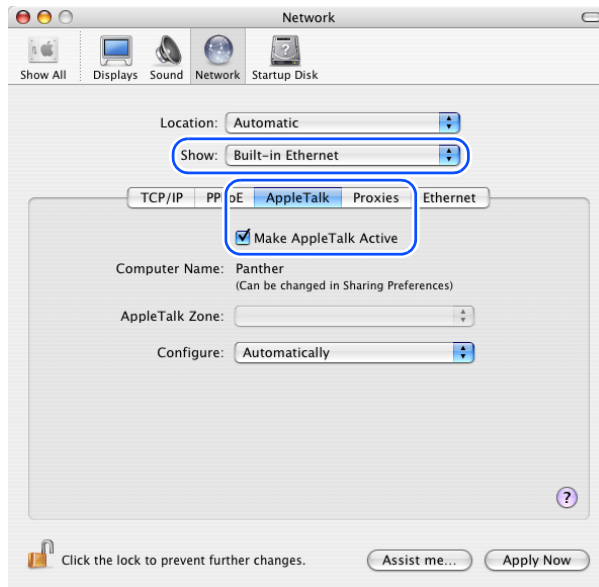 Network
Show All Displays Sound Network Startup Disk
Location: Automatic
Show: Built-in Ethernet
TCP/IP PPPoE AppleTalk Proxies Ethernet
Make AppleTalk Active
Computer Name: Panther
(Can be changed in Sharing Preferences)
AppleTalk Zone:
Configure: Automatically
?
Click the lock to prevent further changes. Assist me... Apply Now